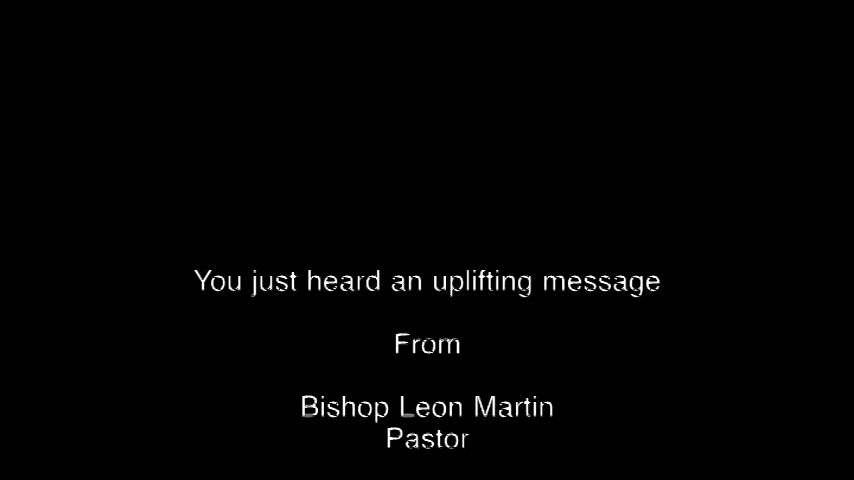 You just heard an uplifting message
From
Bishop Leon Martin
Pastor